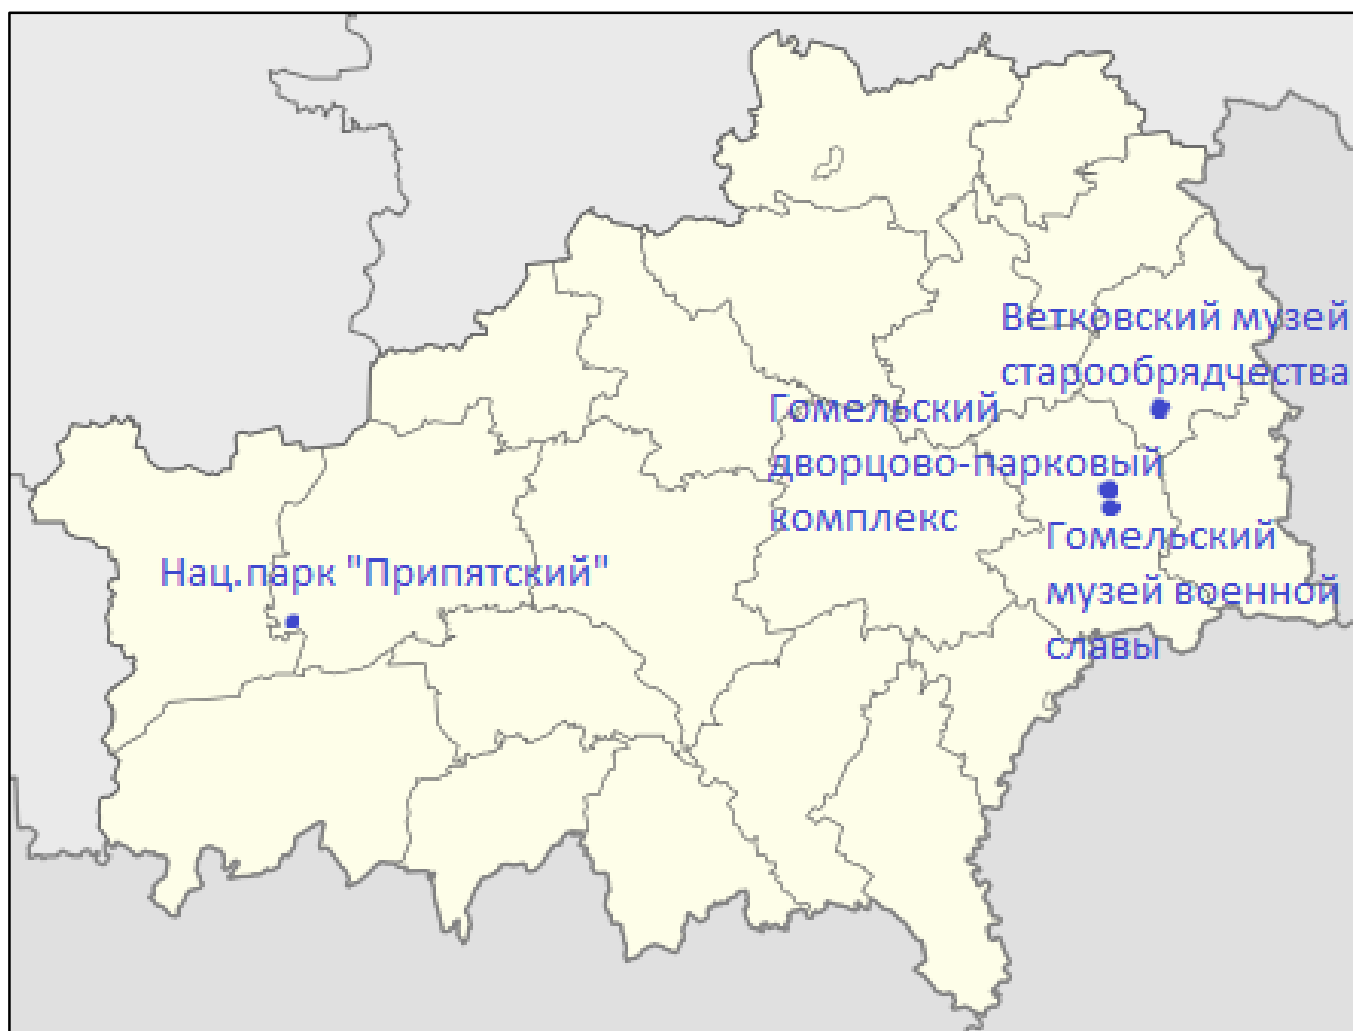 Ветковский музей
старообрядчества
Гомельский
дворцово-парковый
комплекс
Гомельский
музей военной
славы
Нац.парк "Припятский"